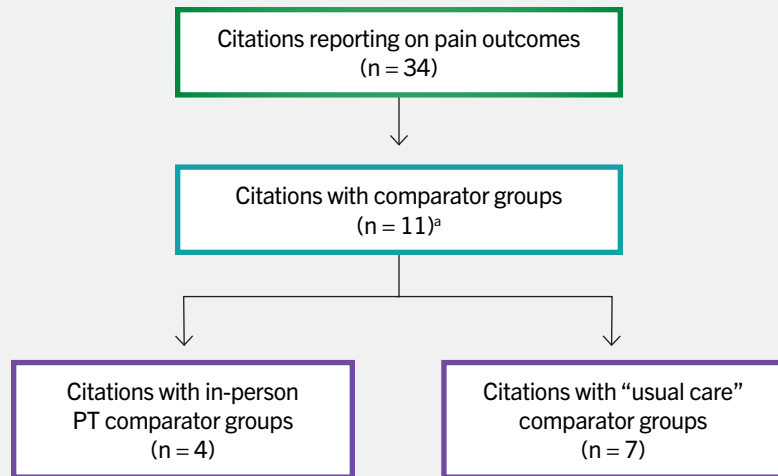 Citations reporting on pain outcomes
(n = 34)
Citations with comparator groups
(n = 11)ᵃ
Citations with in-person
PT comparator groups
(n = 4)
Citations with “usual care”
comparator groups
(n = 7)